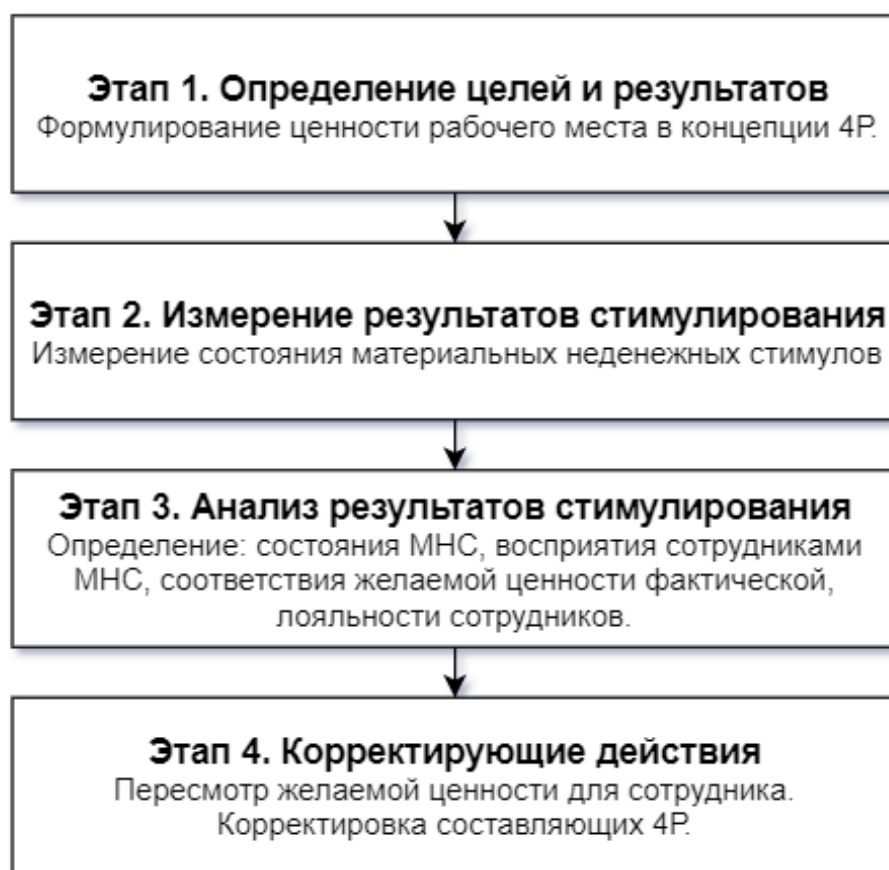 Этап 1. Определение целей и результатов
Формулирование ценности рабочего места в концепции 4Р.
Этап 2. Измерение результатов стимулирования
Измерение состояния материальных неденежных стимулов
Этап 3. Анализ результатов стимулирования
Определение: состояния МНС, восприятия сотрудниками
МНС, соответствия желаемой ценности фактической,
лояльности сотрудников.
Этап 4. Корректирующие действия
Пересмотр желаемой ценности для сотрудника.
Корректировка составляющих 4Р.